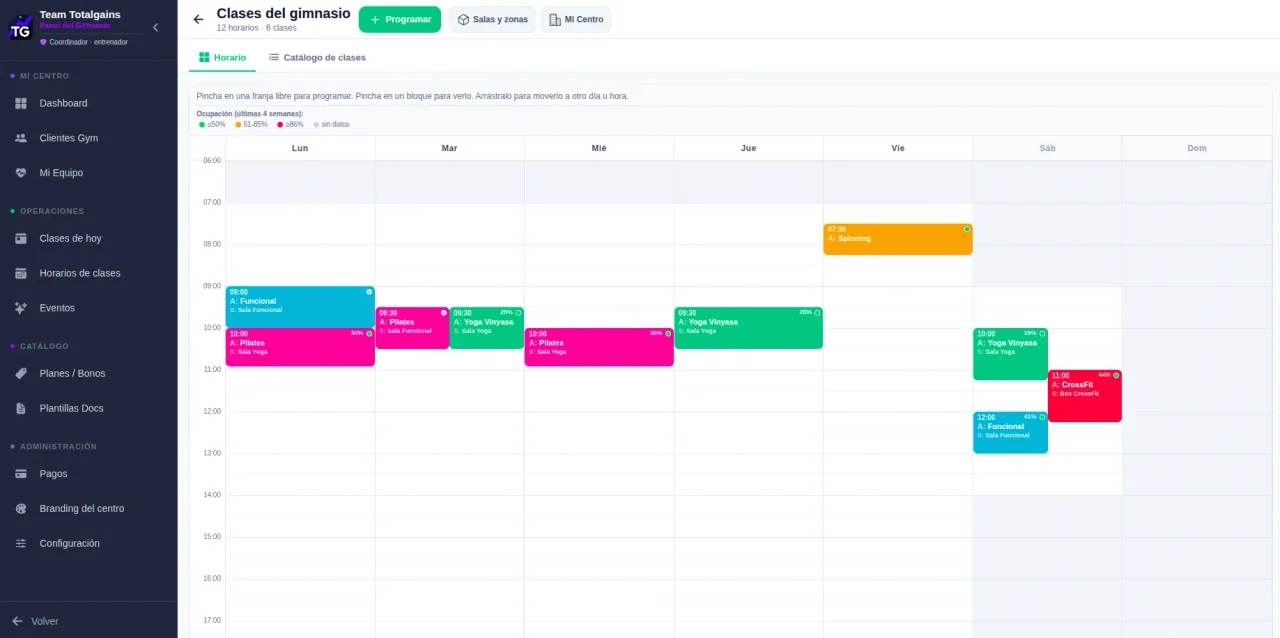 TG
Team Totalgains
Panel del Gimnasio
Coordinador · entrenador
MI CENTRO
Dashboard
Clientes Gym
Mi Equipo
OPERACIONES
Clases de hoy
Horarios de clases
Eventos
CATÁLOGO
Planes / Bonos
Plantillas Docs
ADMINISTRACIÓN
Pagos
Branding del centro
Configuración
Volver
Clases del gimnasio
12 horarios · 6 clases
Programar
Salas y zonas
Mi Centro
Horario
Catálogo de clases
Pincha en una franja libre para programar. Pincha en un bloque para verlo. Arrástralo para moverlo a otro día u hora.
Ocupación (últimas 4 semanas):
≤50% 51-85% ≥86% sin datos
Lun Mar Mié Jue Vie Sáb Dom
06:00
07:00
08:00
09:00
10:00
11:00
12:00
13:00
14:00
15:00
16:00
17:00
09:00
A: Funcional
S: Sala Funcional
10:00 30%
A: Pilates
S: Sala Yoga
09:30
A: Pilates
S: Sala Funcional
09:30 25%
A: Yoga Vinyasa
S: Sala Yoga
10:00 30%
A: Pilates
S: Sala Yoga
09:30 25%
A: Yoga Vinyasa
S: Sala Yoga
07:30
A: Spinning
10:00 29%
A: Yoga Vinyasa
S: Sala Yoga
11:00 44%
A: CrossFit
S: Box CrossFit
12:00 41%
A: Funcional
S: Sala Funcional